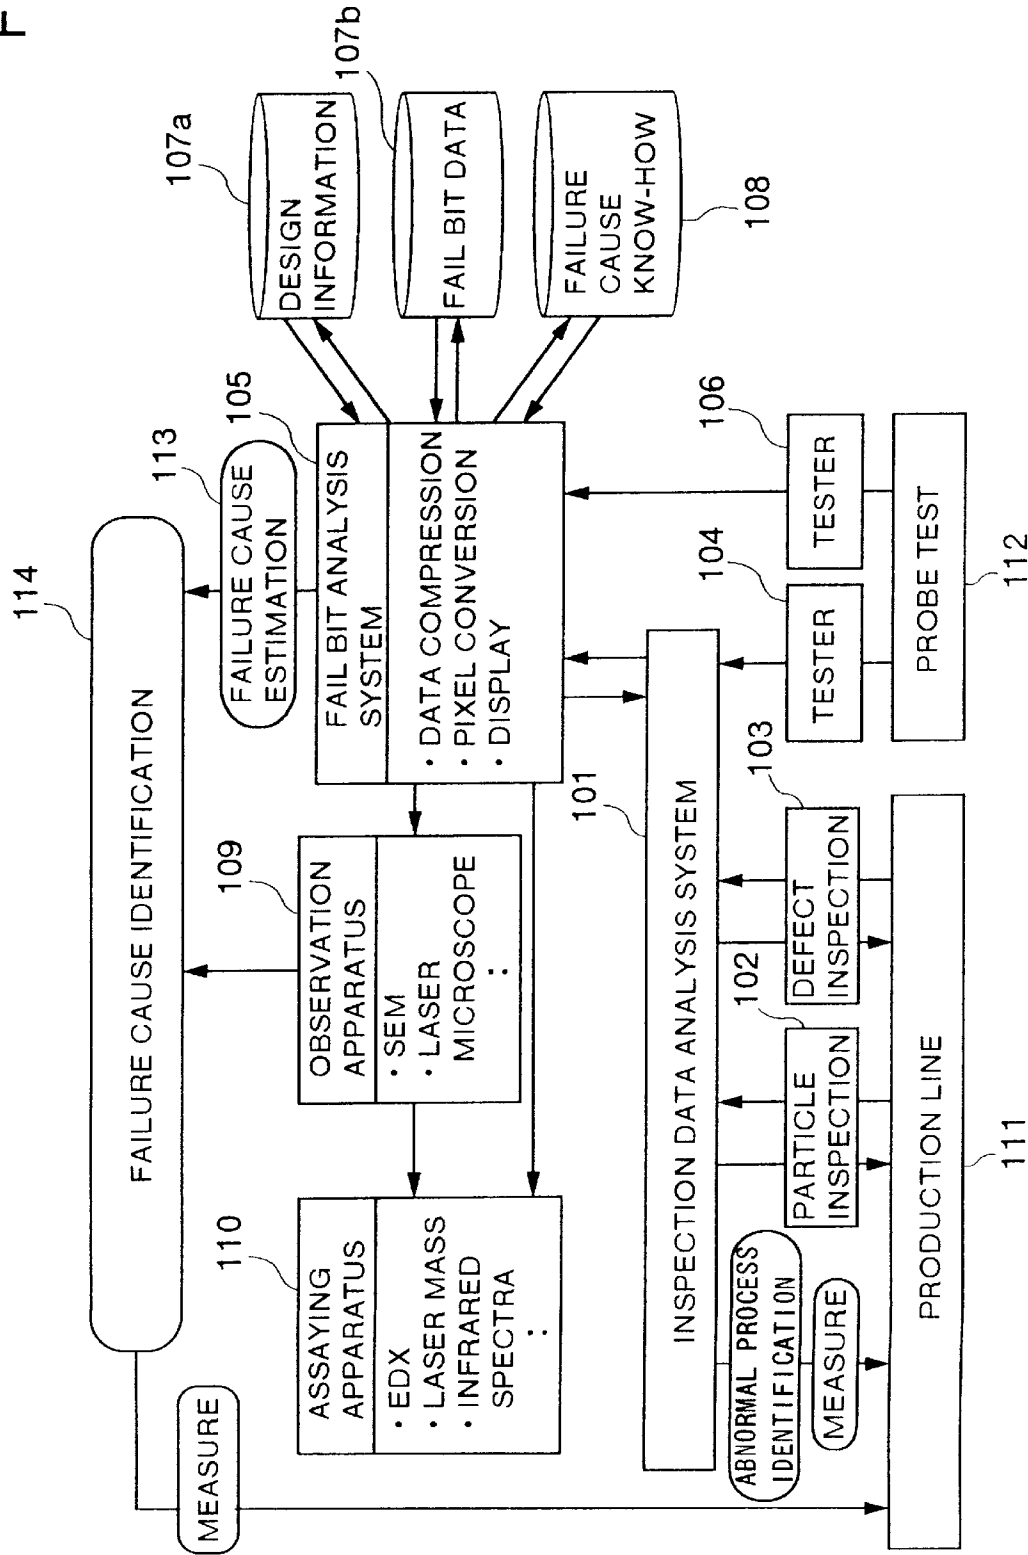 114
FAILURE CAUSE IDENTIFICATION
MEASURE
110
ASSAYING
APPARATUS
· EDX
· LASER MASS
· INFRARED
SPECTRA
:
109
OBSERVATION
APPARATUS
· SEM
· LASER
MICROSCOPE
:
113
FAILURE CAUSE
ESTIMATION
105
FAIL BIT ANALYSIS
SYSTEM
· DATA COMPRESSION
· PIXEL CONVERSION
· DISPLAY
107a
DESIGN
INFORMATION
107b
FAIL BIT DATA
FAILURE
CAUSE
KNOW-HOW
108
101
INSPECTION DATA ANALYSIS SYSTEM
ABNORMAL PROCESS
IDENTIFICATION
MEASURE
102
PARTICLE
INSPECTION
103
DEFECT
INSPECTION
104
TESTER
106
TESTER
PRODUCTION LINE
111
PROBE TEST
112